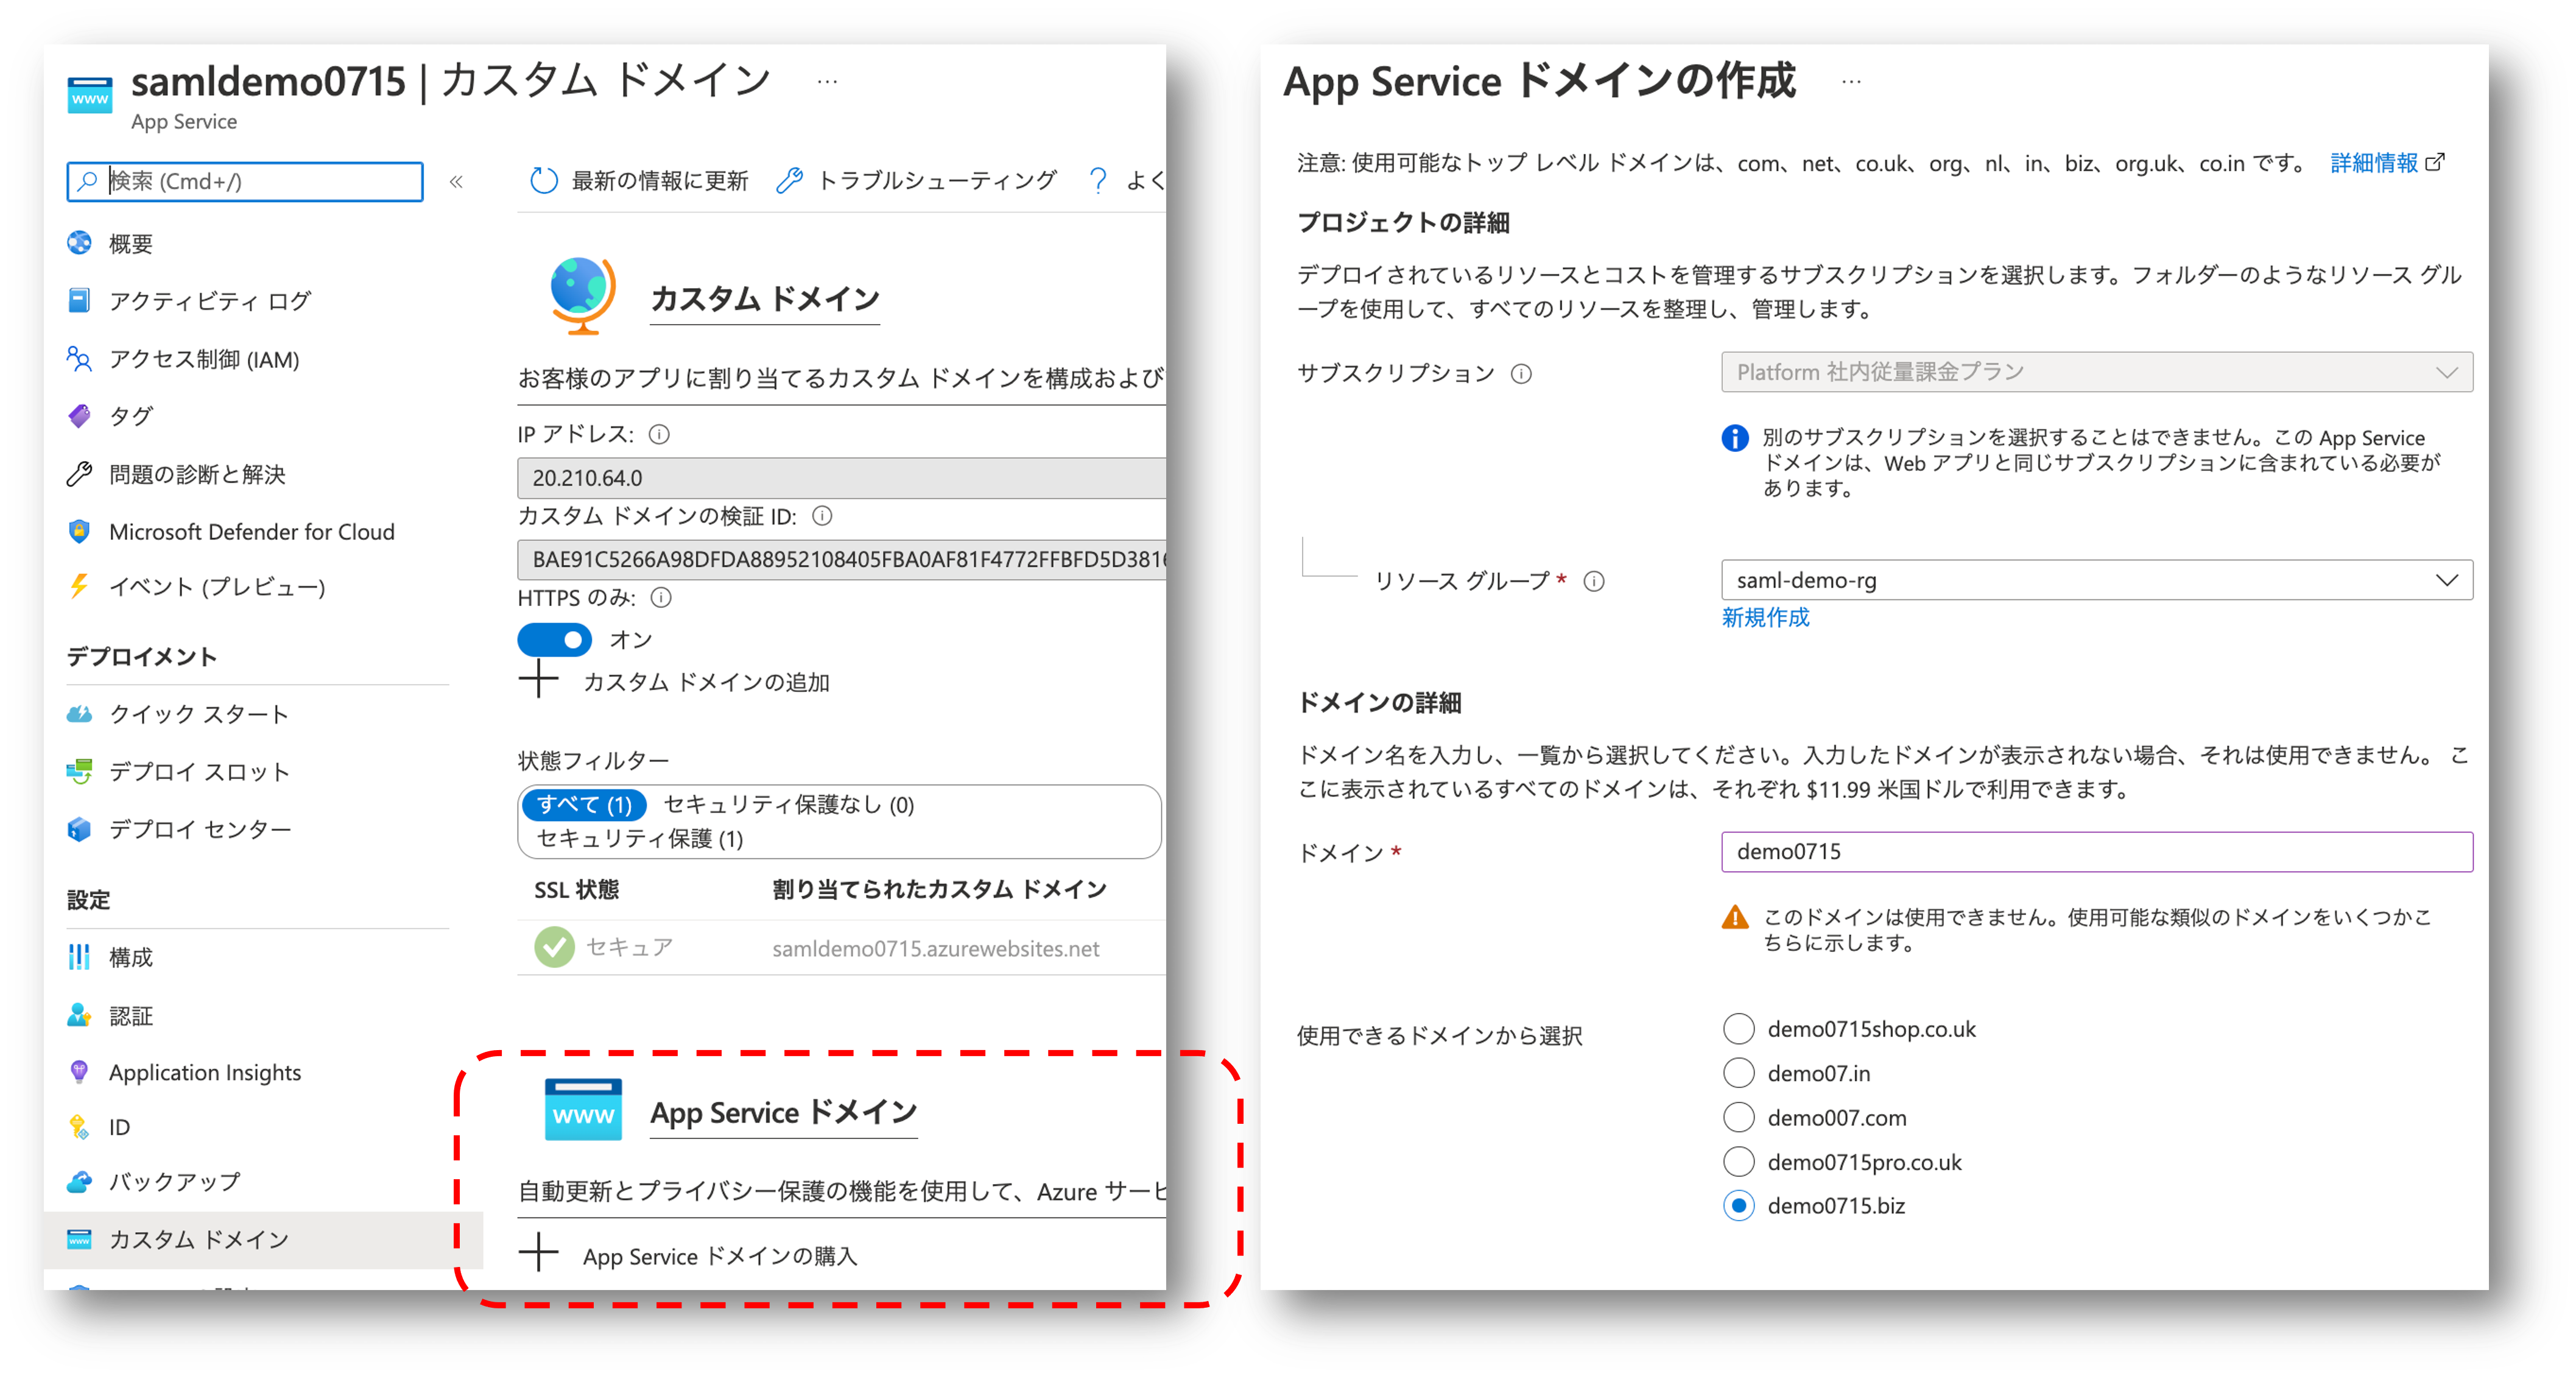 samldemo0715 | カスタム ドメイン ...
App Service
検索 (Cmd+/)
概要
アクティビティ ログ
アクセス制御 (IAM)
タグ
問題の診断と解決
Microsoft Defender for Cloud
イベント (プレビュー)
デプロイメント
クイック スタート
デプロイ スロット
デプロイ センター
設定
構成
認証
Application Insights
ID
バックアップ
カスタム ドメイン
最新の情報に更新 トラブルシューティング ? よく
カスタム ドメイン
お客様のアプリに割り当てるカスタム ドメインを構成および
IP アドレス:
20.210.64.0
カスタム ドメインの検証 ID:
BAE91C5266A98DFDA88952108405FBA0AF81F4772FFBFD5D3816
HTTPS のみ:
オン
カスタム ドメインの追加
状態フィルター
すべて (1) セキュリティ保護なし (0)
セキュリティ保護 (1)
SSL 状態 割り当てられたカスタム ドメイン
セキュア samldemo0715.azurewebsites.net
www
App Service ドメイン
自動更新とプライバシー保護の機能を使用して、Azure サービ
App Service ドメインの購入
App Service ドメインの作成 ...
注意: 使用可能なトップ レベル ドメインは、com、net、co.uk、org、nl、in、biz、org.uk、co.in です。 詳細情報
プロジェクトの詳細
デプロイされているリソースとコストを管理するサブスクリプションを選択します。フォルダーのようなリソース グル
ープを使用して、すべてのリソースを整理し、管理します。
サブスクリプション
Platform 社内従量課金プラン
別のサブスクリプションを選択することはできません。この App Service
ドメインは、Web アプリと同じサブスクリプションに含まれている必要が
あります。
リソース グループ *
saml-demo-rg
新規作成
ドメインの詳細
ドメイン名を入力し、一覧から選択してください。入力したドメインが表示されない場合、それは使用できません。 こ
こに表示されているすべてのドメインは、それぞれ $11.99 米国ドルで利用できます。
ドメイン *
demo0715
このドメインは使用できません。使用可能な類似のドメインをいくつかこ
ちらに示します。
使用できるドメインから選択
demo0715shop.co.uk
demo07.in
demo007.com
demo0715pro.co.uk
demo0715.biz